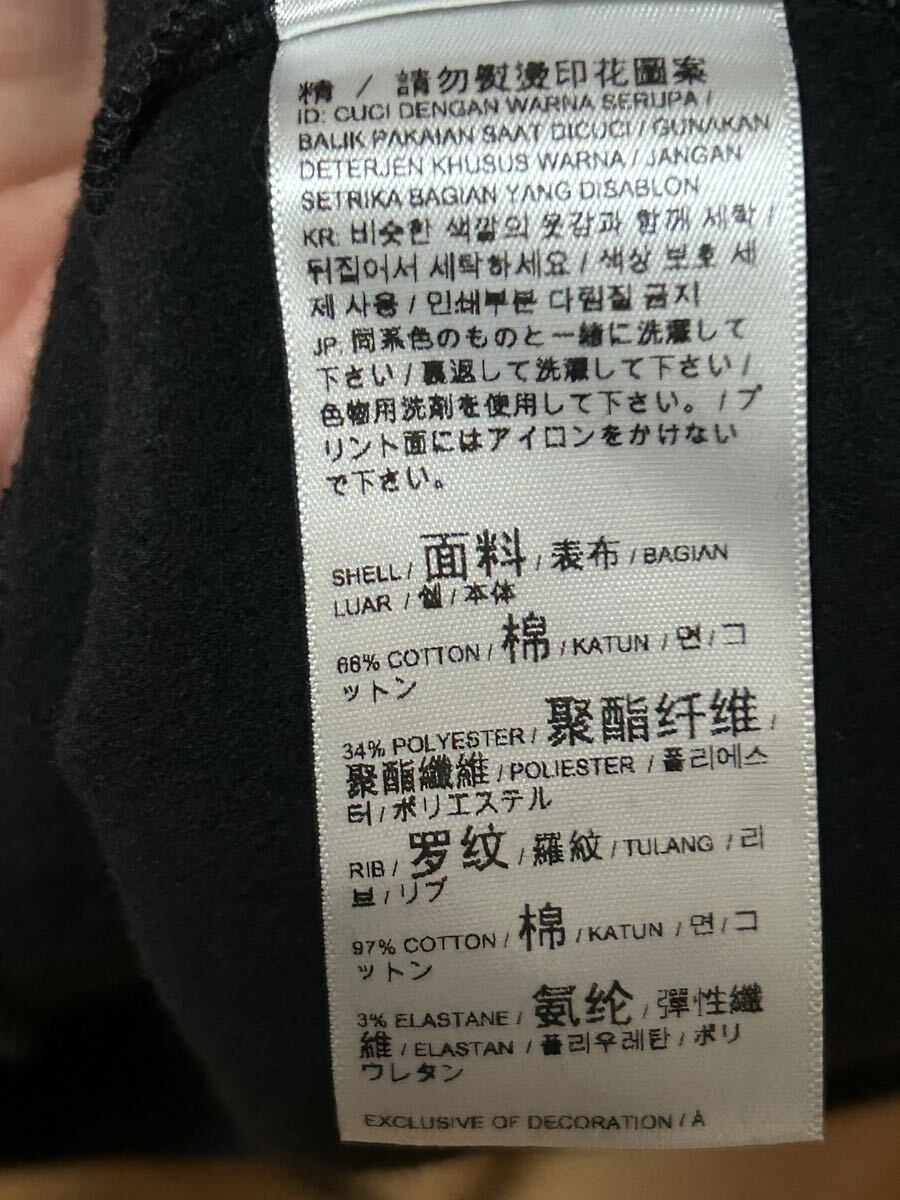 精 / 請勿熨燙印花圖案
ID: CUCI DENGAN WARNA SERUPA /
BALIK PAKAIAN SAAT DICUCI / GUNAKAN
DETERJEN KHUSUS WARNA / JANGAN
SETRIKA BAGIAN YANG DISABLON
KR: 비슷한 색깔의 옷감과 함께 세탁 /
뒤집어서 세탁하세요 / 색상 보호 세
제 사용 / 인쇄부분 다림질 금지
JP: 同系色のものと一緒に洗濯して
下さい / 裏返して洗濯して下さい /
色物用洗剤を使用して下さい。 / プ
リント面にはアイロンをかけない
で下さい。
SHELL / 面料 / 表布 / BAGIAN
LUAR / 쉘 / 本体
66% COTTON / 棉 / KATUN / 면 / コ
ットン
34% POLYESTER / 聚酯纤维 /
聚酯纖維 / POLIESTER / 폴리에스
터 / ポリエステル
RIB / 罗纹 / 羅紋 / TULANG / 리
브 / リブ
97% COTTON / 棉 / KATUN / 면 / コ
ットン
3% ELASTANE / 氨纶 / 彈性纖
維 / ELASTAN / 폴리우레탄 / ポリ
ウレタン
EXCLUSIVE OF DECORATION / À